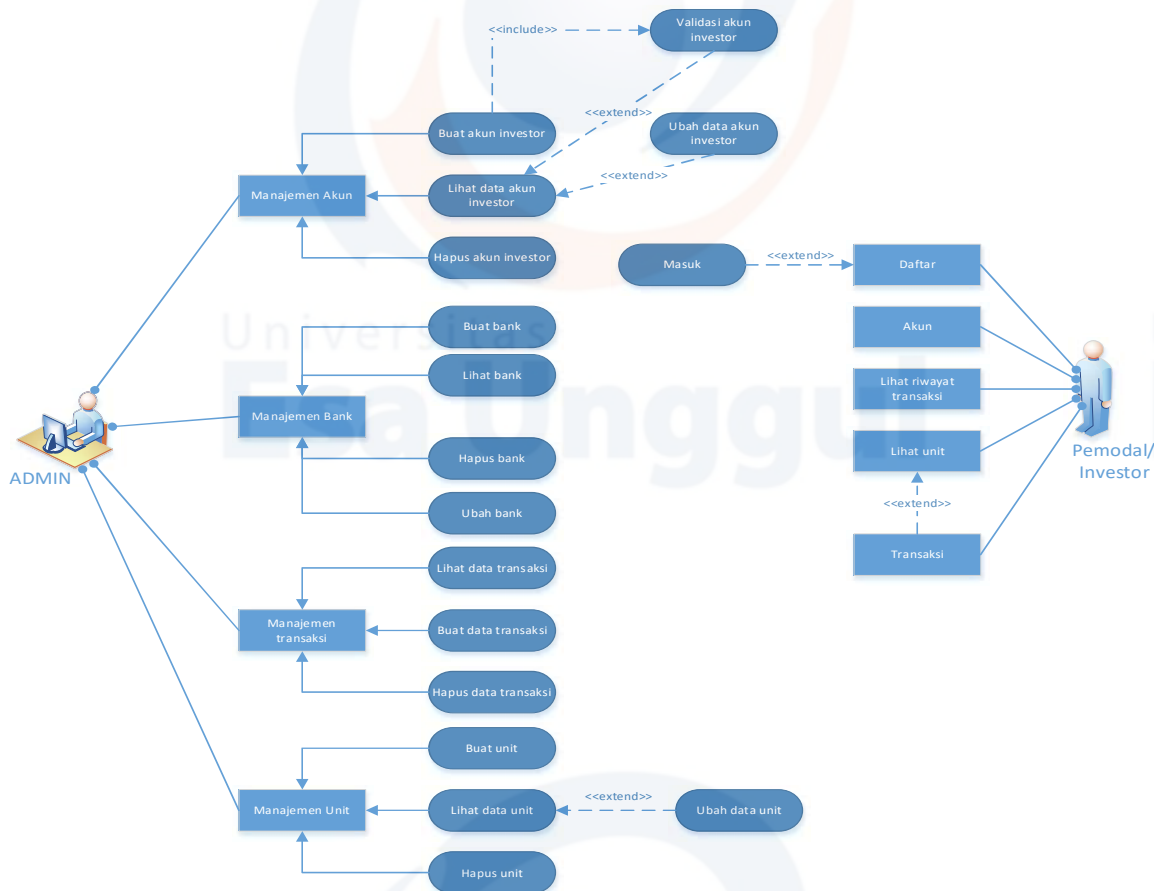 <<include>>
Validasi akun
investor
<<extend>>
Buat akun investor
Ubah data akun
investor
Manajemen Akun
Lihat data akun
investor
<<extend>>
Hapus akun investor
Masuk
<<extend>>
Daftar
Universitas
Esa Unggul
Buat bank
Akun
Lihat bank
Lihat riwayat
transaksi
Manajemen Bank
Hapus bank
Lihat unit
ADMIN
Pemodal/
Investor
Ubah bank
<<extend>>
Lihat data transaksi
Transaksi
Manajemen
transaksi
Buat data transaksi
Hapus data transaksi
Buat unit
Manajemen Unit
Lihat data unit
<<extend>>
Ubah data unit
Hapus unit